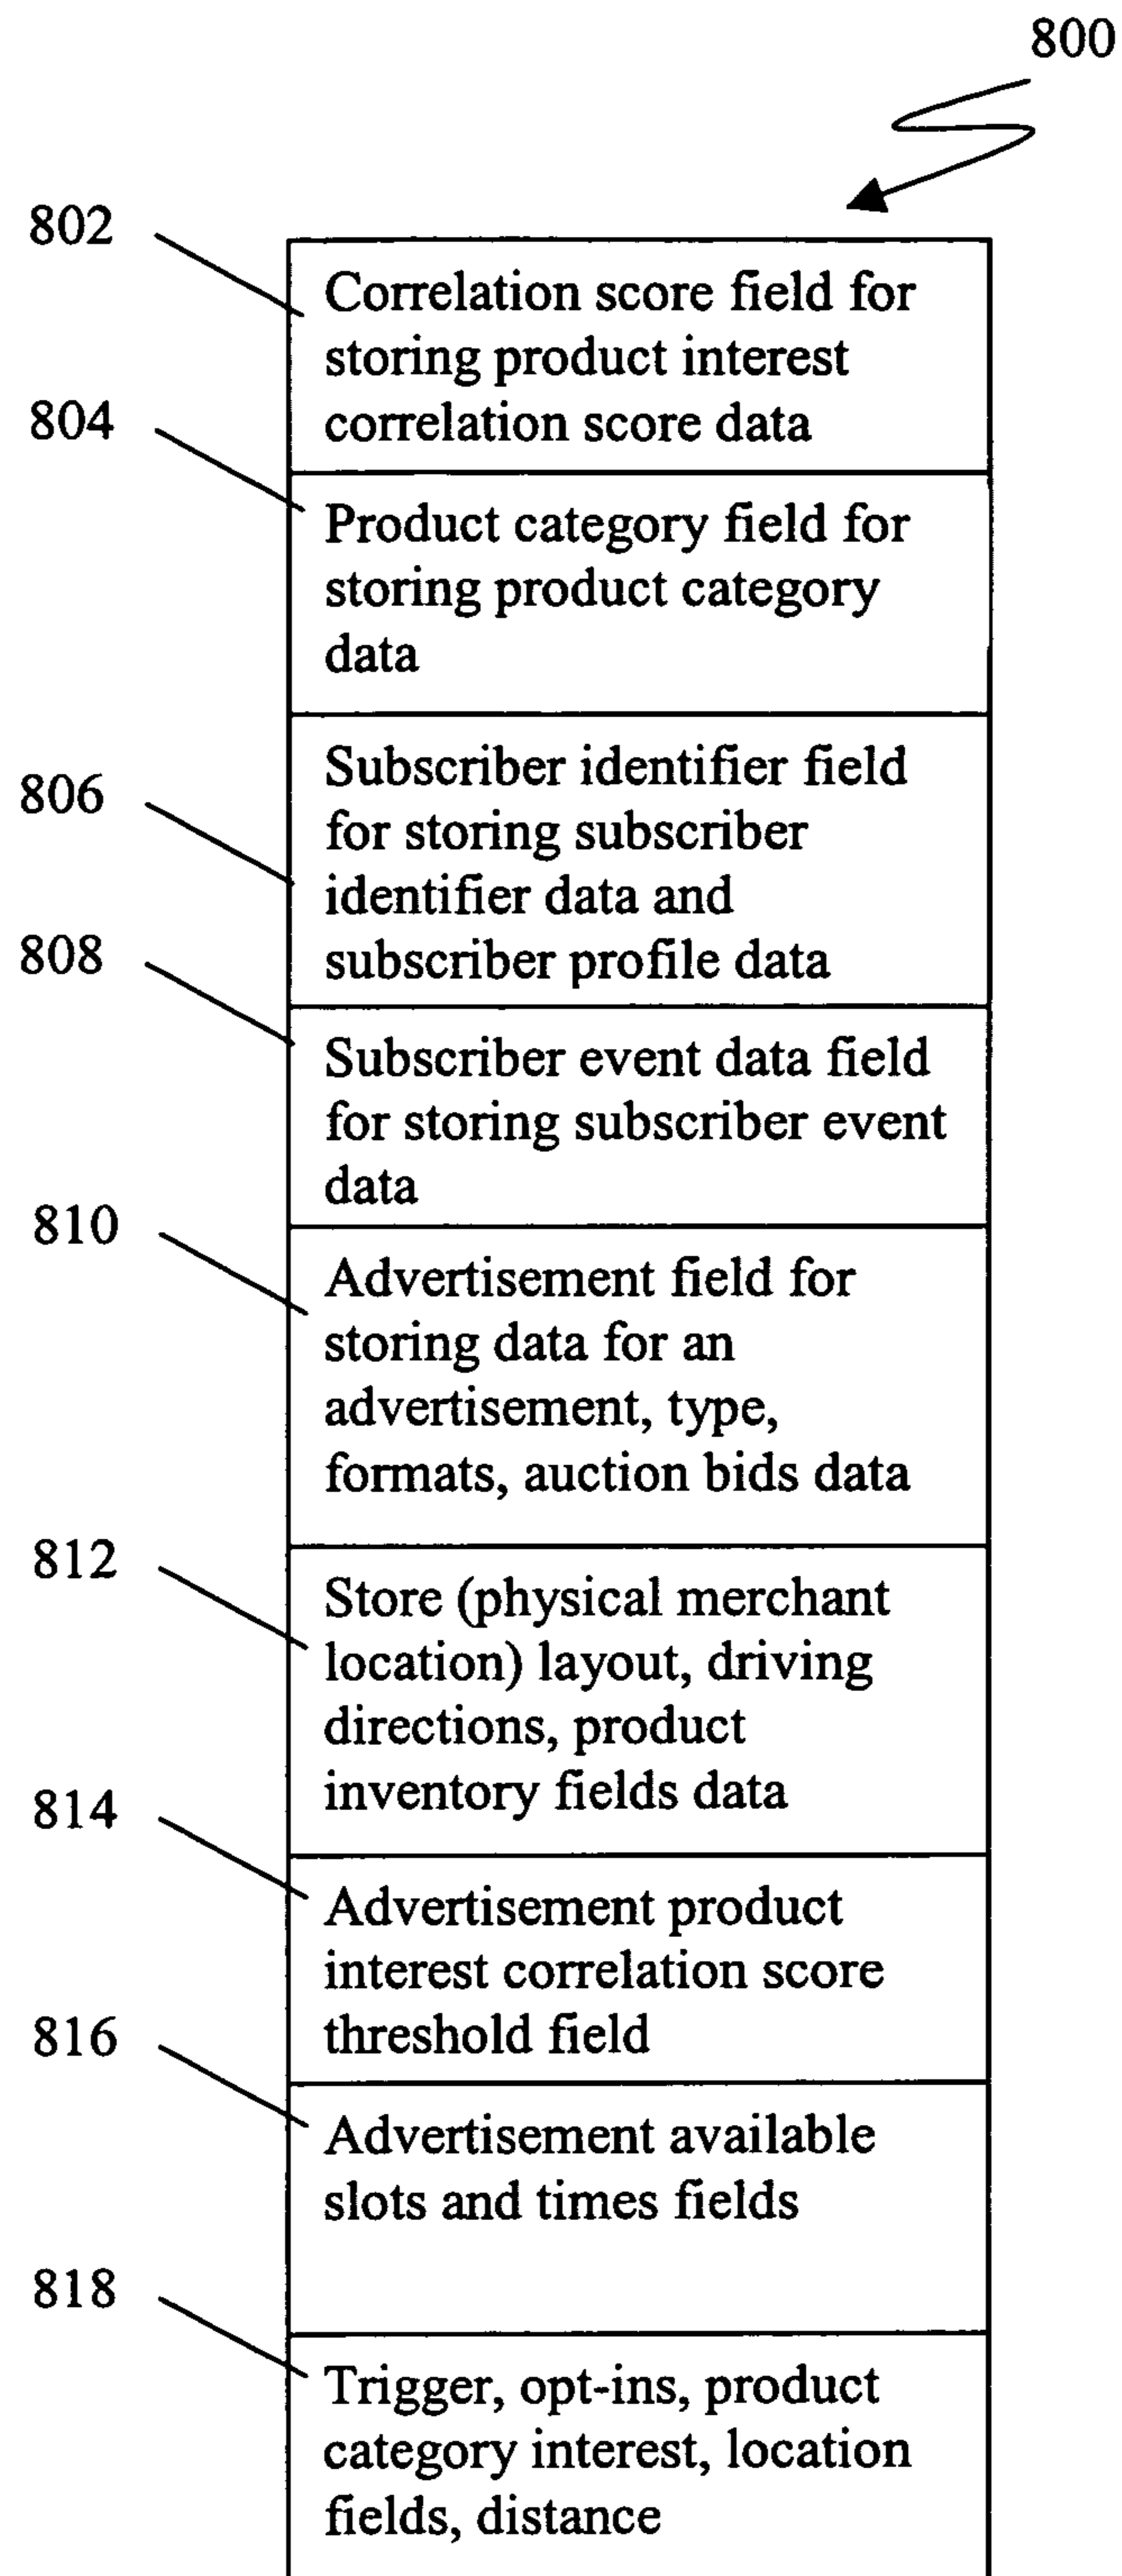 800
802
Correlation score field for
storing product interest
correlation score data
804
Product category field for
storing product category
data
806
Subscriber identifier field
for storing subscriber
identifier data and
subscriber profile data
808
Subscriber event data field
for storing subscriber event
data
810
Advertisement field for
storing data for an
advertisement, type,
formats, auction bids data
812
Store (physical merchant
location) layout, driving
directions, product
inventory fields data
814
Advertisement product
interest correlation score
threshold field
816
Advertisement available
slots and times fields
818
Trigger, opt-ins, product
category interest, location
fields, distance